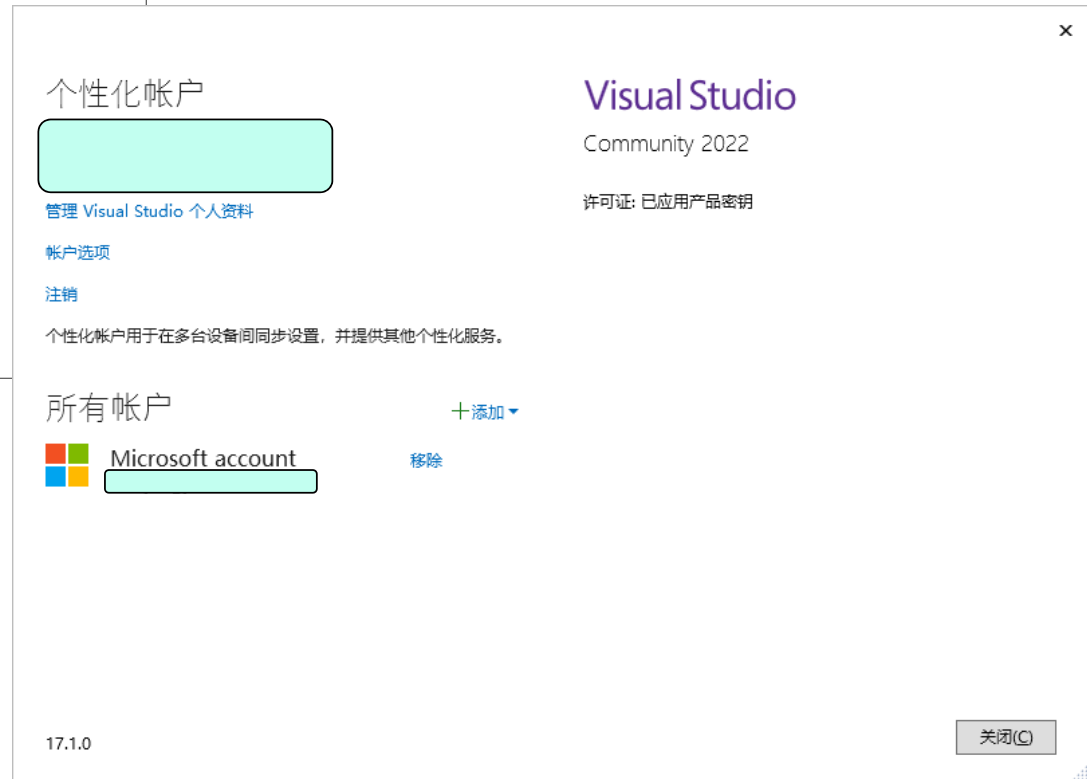 个性化帐户
管理 Visual Studio 个人资料
帐户选项
注销
个性化帐户用于在多台设备间同步设置，并提供其他个性化服务。
所有帐户
添加
Microsoft account
移除
17.1.0
Visual Studio
Community 2022
许可证: 已应用产品密钥
关闭(C)